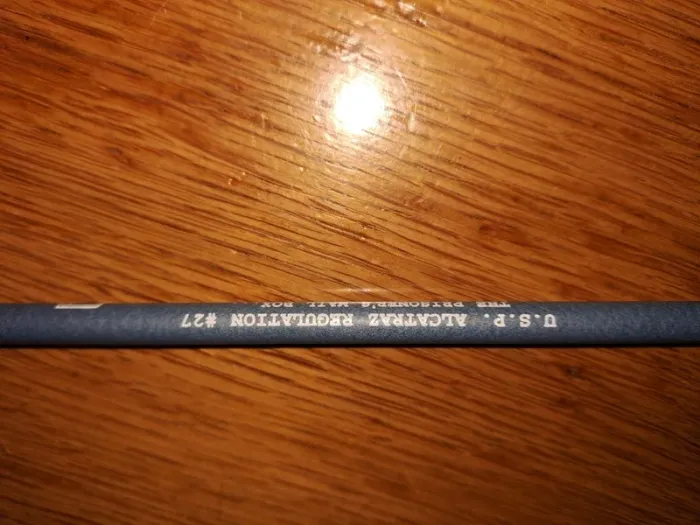 U.S.P. ALCATRAZ REGULATION #27
THE PRISONER'S MAIL BOX